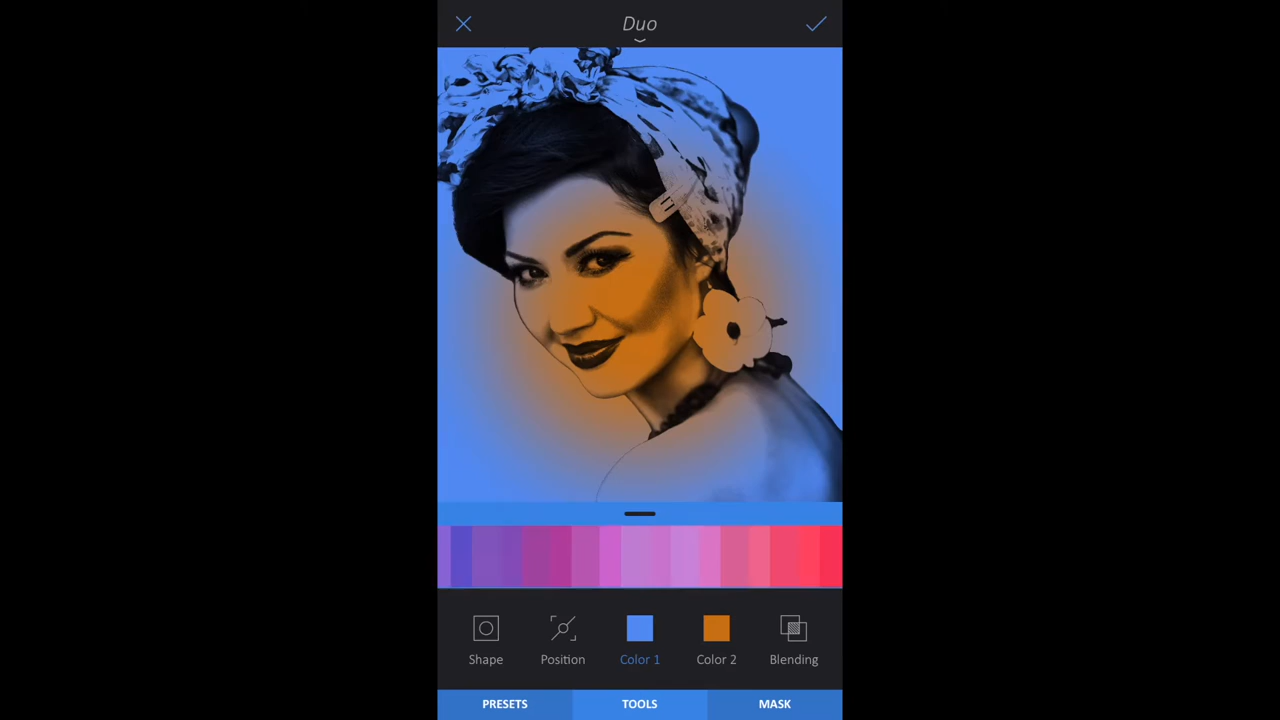 Duo
Shape
Position
Color 1
Color 2
Blending
PRESETS
TOOLS
MASK